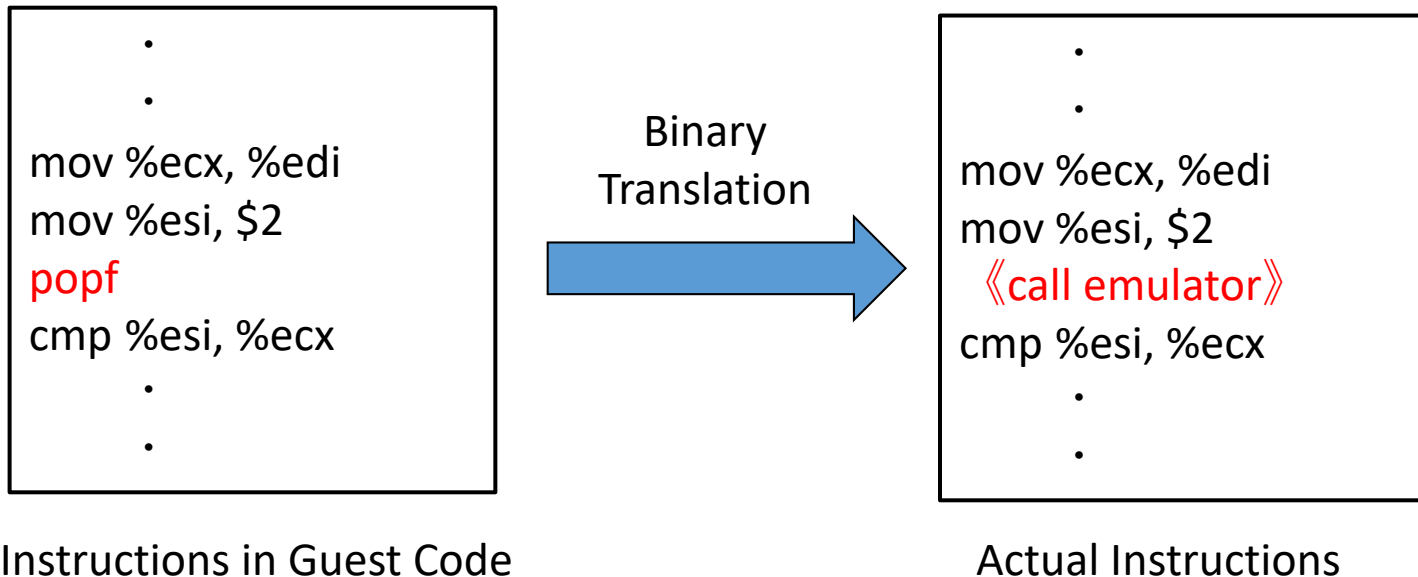 .
.
mov %ecx, %edi
mov %esi, $2
popf
cmp %esi, %ecx
.
.
Instructions in Guest Code
Binary
Translation
.
.
mov %ecx, %edi
mov %esi, $2
《call emulator》
cmp %esi, %ecx
.
.
Actual Instructions